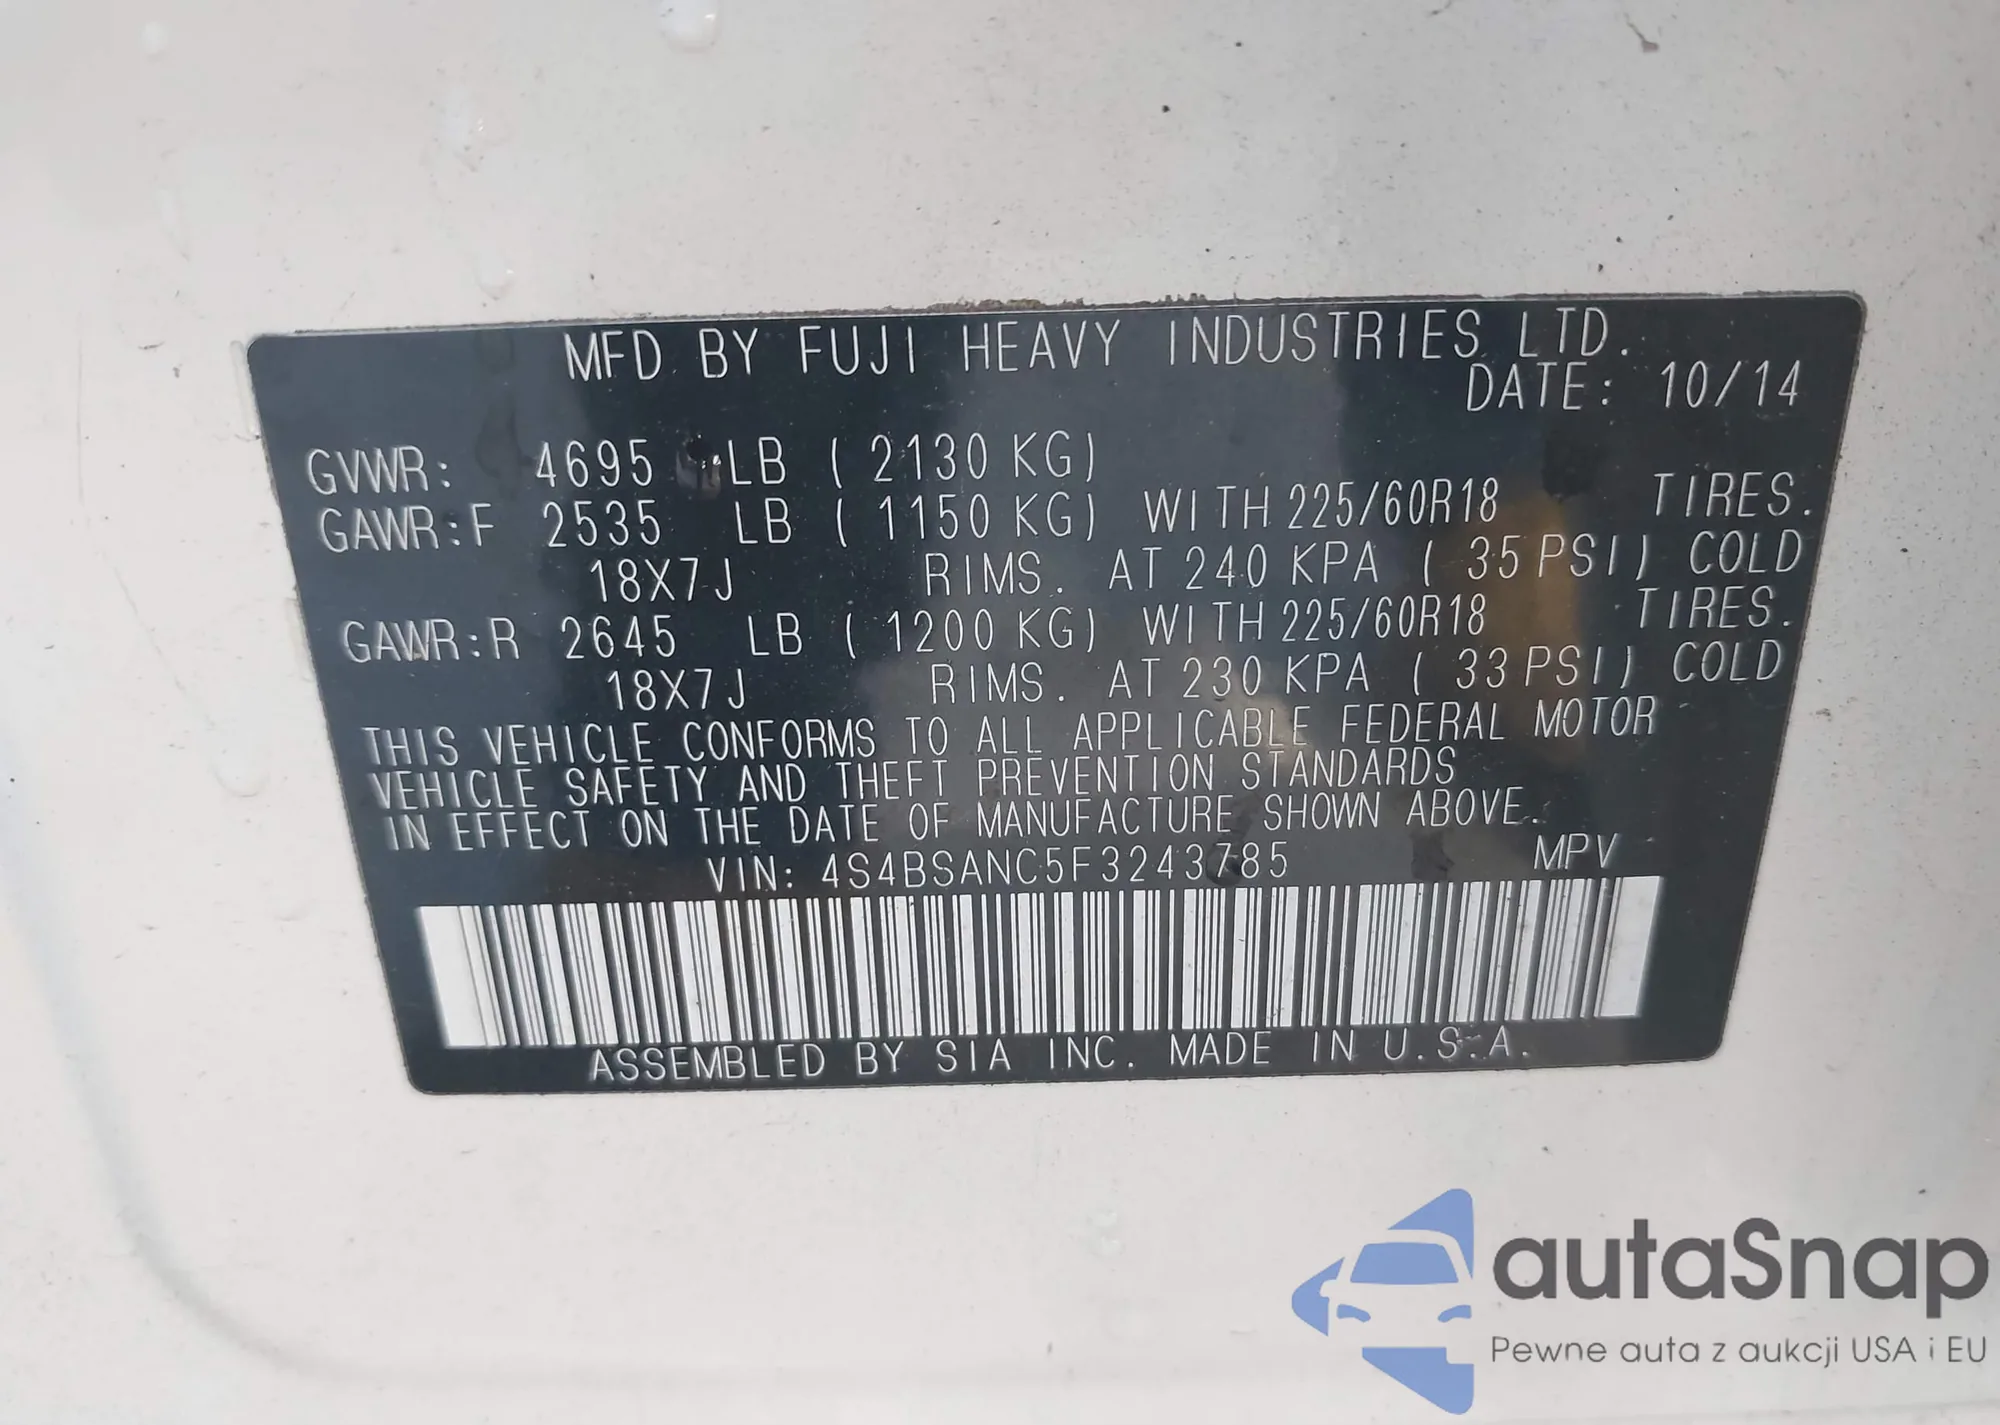 MFD BY FUJI HEAVY INDUSTRIES LTD.
DATE: 10/14
GVWR: 4695 LB ( 2130 KG)
GAWR:F 2535 LB ( 1150 KG) WITH 225/60R18 TIRES.
18X7J RIMS. AT 240 KPA ( 35 PSI) COLD
GAWR:R 2645 LB ( 1200 KG) WITH 225/60R18 TIRES.
18X7J RIMS. AT 230 KPA ( 33 PSI) COLD
THIS VEHICLE CONFORMS TO ALL APPLICABLE FEDERAL MOTOR
VEHICLE SAFETY AND THEFT PREVENTION STANDARDS
IN EFFECT ON THE DATE OF MANUFACTURE SHOWN ABOVE.
VIN: 4S4BSANC5F3243785 MPV
ASSEMBLED BY SIA INC. MADE IN U.S.A.
autaSnap
Pewne auta z aukcji USA i EU